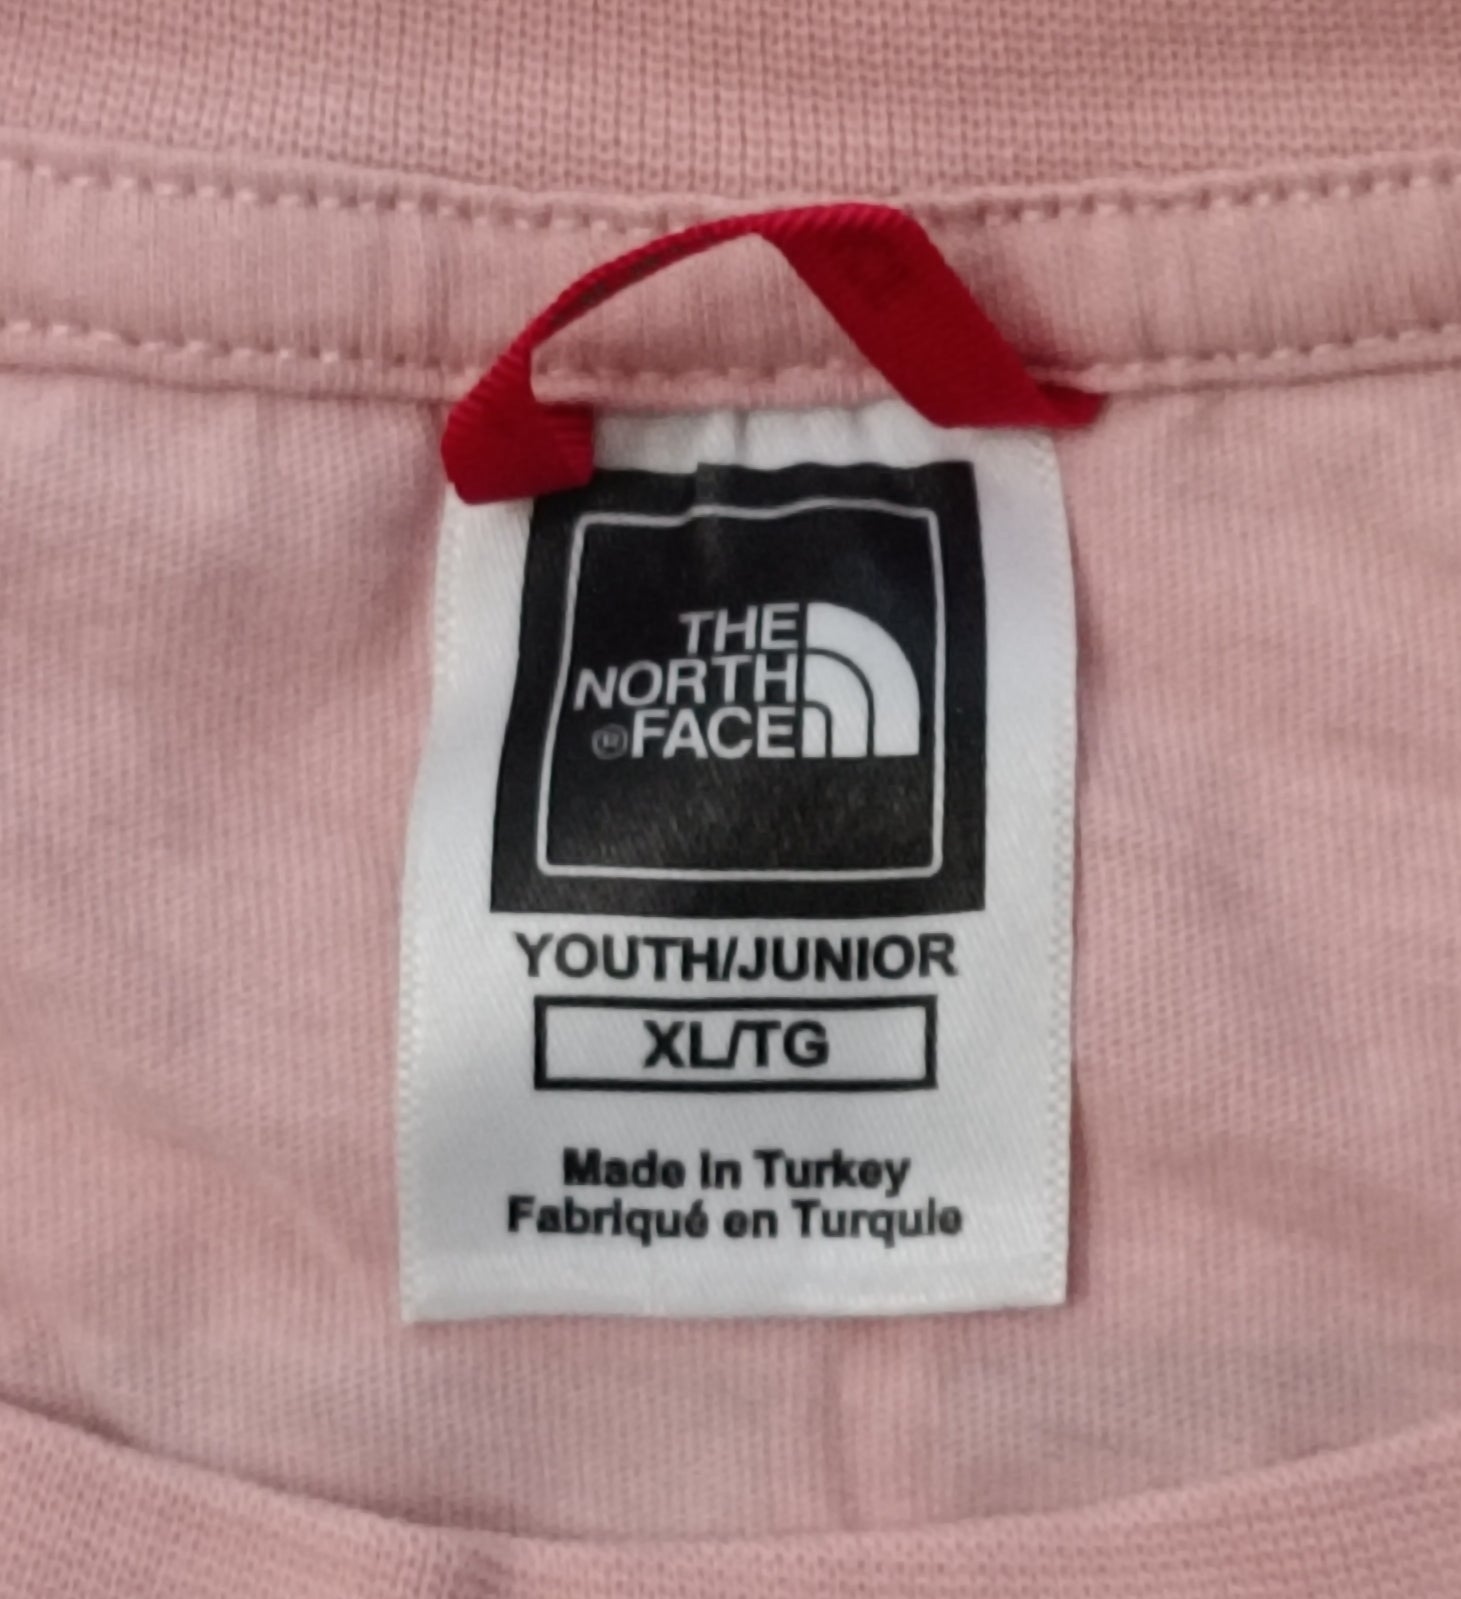 THE
NORTH
®FACE
YOUTH/JUNIOR
XL/TG
Made in Turkey
Fabriqué en Turquie